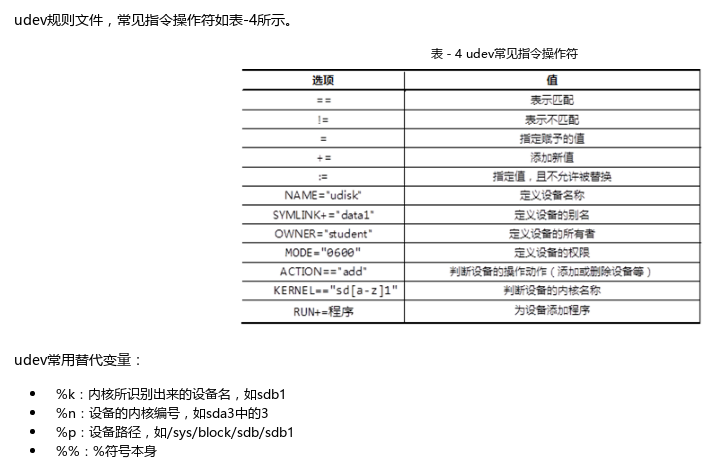 udev规则文件，常见指令操作符如表-4所示。
表 - 4 udev常见指令操作符
选项 值
== 表示匹配
!= 表示不匹配
= 指定赋予的值
+= 添加新值
:= 指定值，且不允许被替换
NAME="udisk" 定义设备名称
SYMLINK+="data1" 定义设备的别名
OWNER="student" 定义设备的所有者
MODE="0600" 定义设备的权限
ACTION=="add" 判断设备的操作动作（添加或删除设备等）
KERNEL=="sd[a-z]1" 判断设备的内核名称
RUN+=程序 为设备添加程序
udev常用替代变量：
• %k：内核所识别出来的设备名，如sdb1
• %n：设备的内核编号，如sda3中的3
• %p：设备路径，如/sys/block/sdb/sdb1
• %%：%符号本身